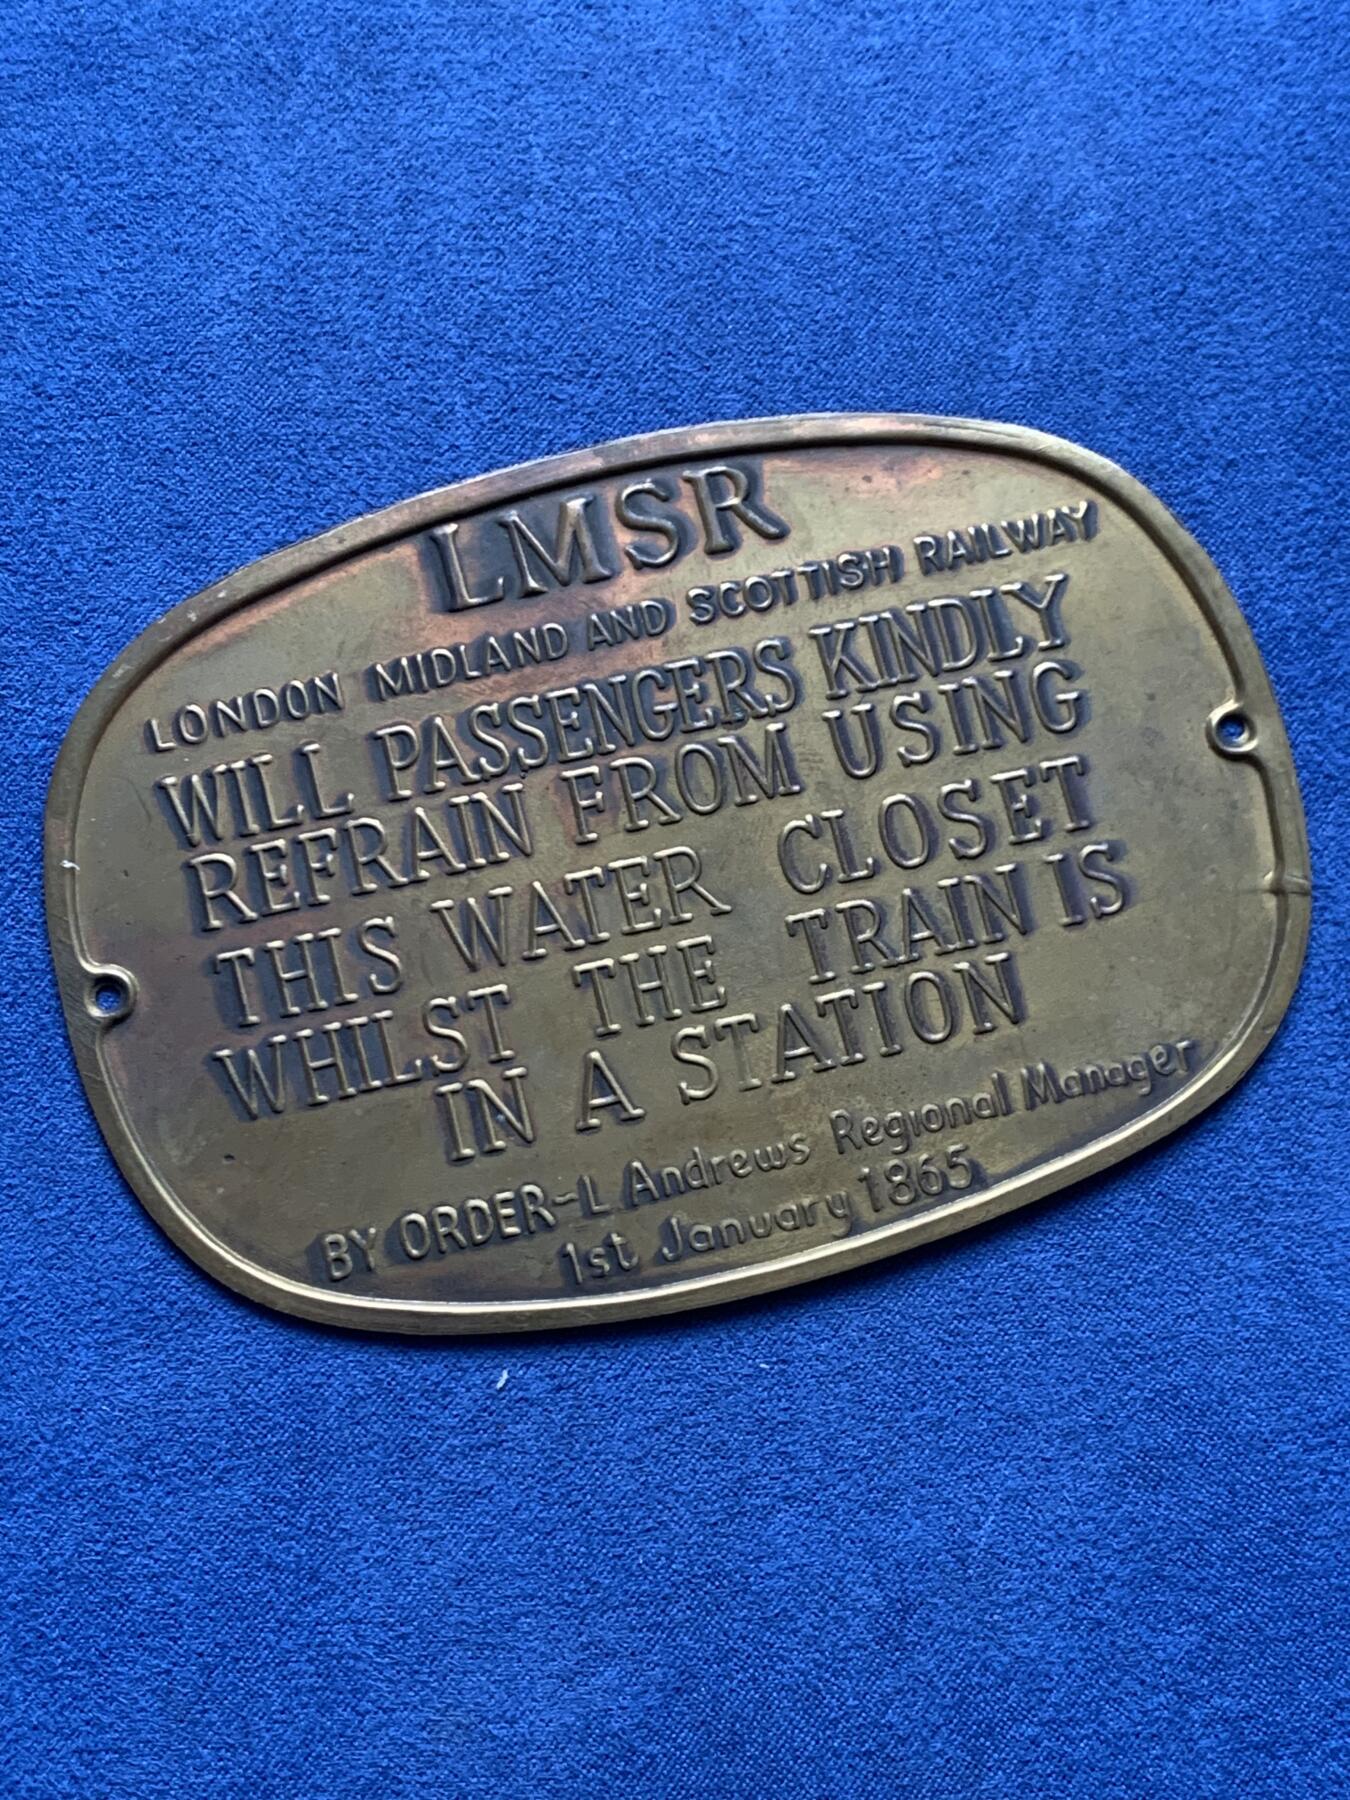 LMSR
LONDON MIDLAND AND SCOTTISH RAILWAY
WILL PASSENGERS KINDLY
REFRAIN FROM USING
THIS WATER CLOSET
WHILST THE TRAIN IS
IN A STATION
BY ORDER-L Andrews Regional Manager
1st January 1865